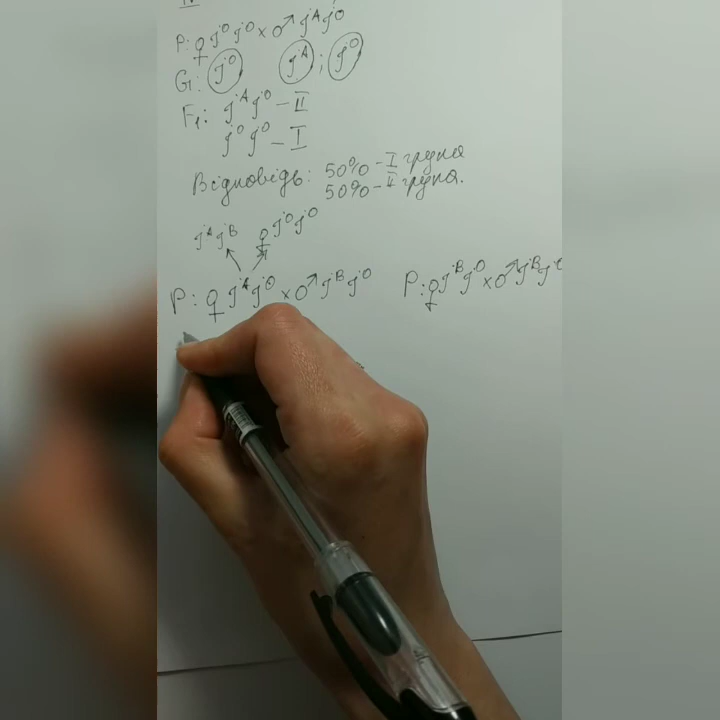 P: ♀ J⁰J⁰ × ♂ JᴬJ⁰
G: J⁰ Jᴬ ; J⁰
F₁: JᴬJ⁰ – II
J⁰J⁰ – I
Відповідь: 50% – I група
50% – II група.
JᴬJᴮ ♀ J⁰J⁰
P: ♀ JᴬJ⁰ × ♂ JᴮJ⁰ P: ♀ JᴮJ⁰ × ♂ JᴮJ⁰